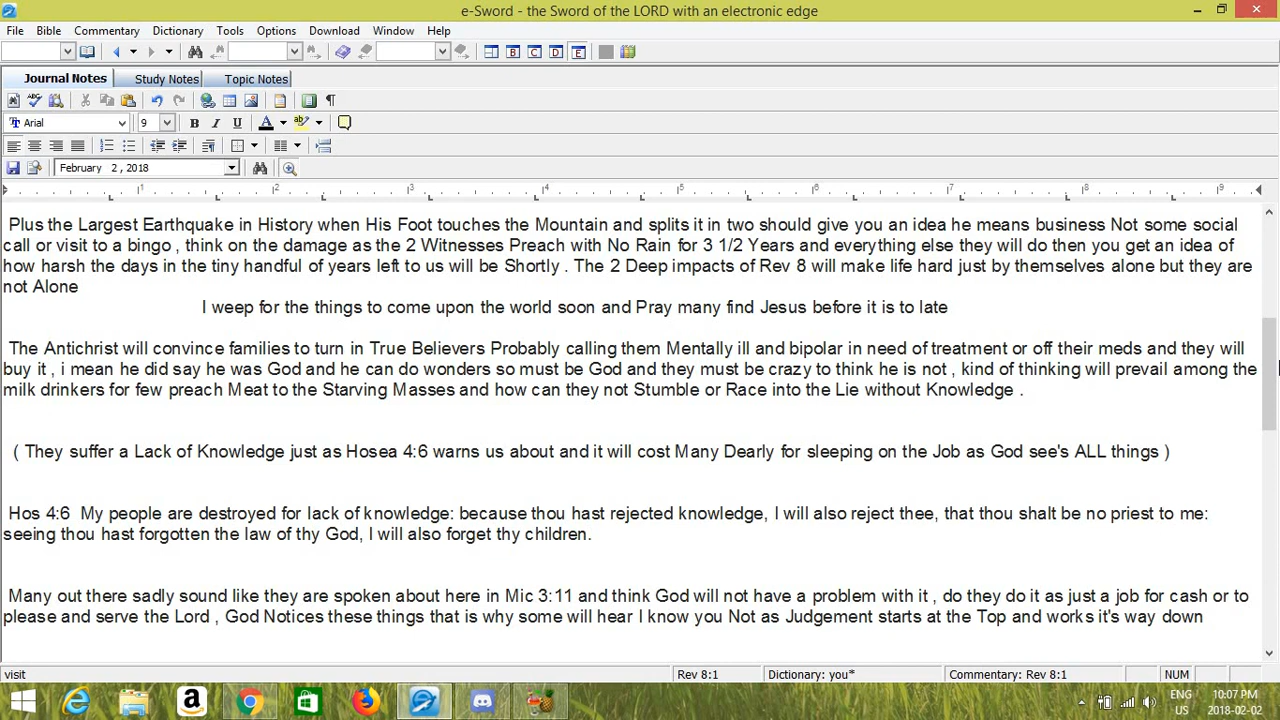 e-Sword - the Sword of the LORD with an electronic edge
File Bible Commentary Dictionary Tools Options Download Window Help
B C D E
Journal Notes Study Notes Topic Notes
Arial 9 B I U A ab
February 2 , 2018
1 2 3 4 5 6 7 8 9
Plus the Largest Earthquake in History when His Foot touches the Mountain and splits it in two should give you an idea he means business Not some social
call or visit to a bingo , think on the damage as the 2 Witnesses Preach with No Rain for 3 1/2 Years and everything else they will do then you get an idea of
how harsh the days in the tiny handful of years left to us will be Shortly . The 2 Deep impacts of Rev 8 will make life hard just by themselves alone but they are
not Alone
I weep for the things to come upon the world soon and Pray many find Jesus before it is to late
The Antichrist will convince families to turn in True Believers Probably calling them Mentally ill and bipolar in need of treatment or off their meds and they will
buy it , i mean he did say he was God and he can do wonders so must be God and they must be crazy to think he is not , kind of thinking will prevail among the
milk drinkers for few preach Meat to the Starving Masses and how can they not Stumble or Race into the Lie without Knowledge .
( They suffer a Lack of Knowledge just as Hosea 4:6 warns us about and it will cost Many Dearly for sleeping on the Job as God see's ALL things )
Hos 4:6 My people are destroyed for lack of knowledge: because thou hast rejected knowledge, I will also reject thee, that thou shalt be no priest to me:
seeing thou hast forgotten the law of thy God, I will also forget thy children.
Many out there sadly sound like they are spoken about here in Mic 3:11 and think God will not have a problem with it , do they do it as just a job for cash or to
please and serve the Lord , God Notices these things that is why some will hear I know you Not as Judgement starts at the Top and works it's way down
visit Rev 8:1 Dictionary: you* Commentary: Rev 8:1 NUM
ENG 10:07 PM
US 2018-02-02